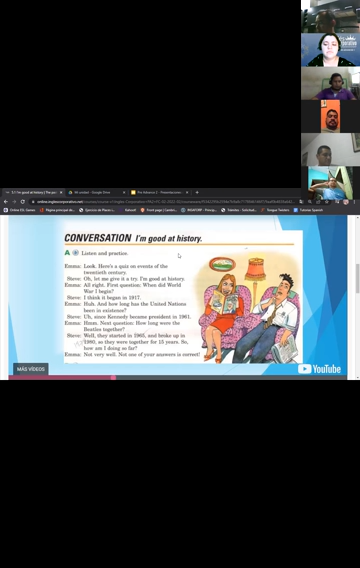 CONVERSATION I'm good at history.
A Listen and practice
Emma: Look. Here's a quiz on events of the
twentieth century.
Steve: Oh, let me give it a try. I'm good at history.
Emma: All right. First question: When did World
War I begin?
Steve: I think it began in 1917.
Emma: Huh. And how long has the United Nations
been in existence?
Steve: Uh, since Kennedy became president in 1961.
Emma: Hmm. Next question: How long were the
Beatles together?
Steve: Well, they started in 1965, and broke up in
1980, so they were together for 15 years. So,
how am I doing so far?
Emma: Not very well. Not one of your answers is correct!
MÁS VÍDEOS
YouTube